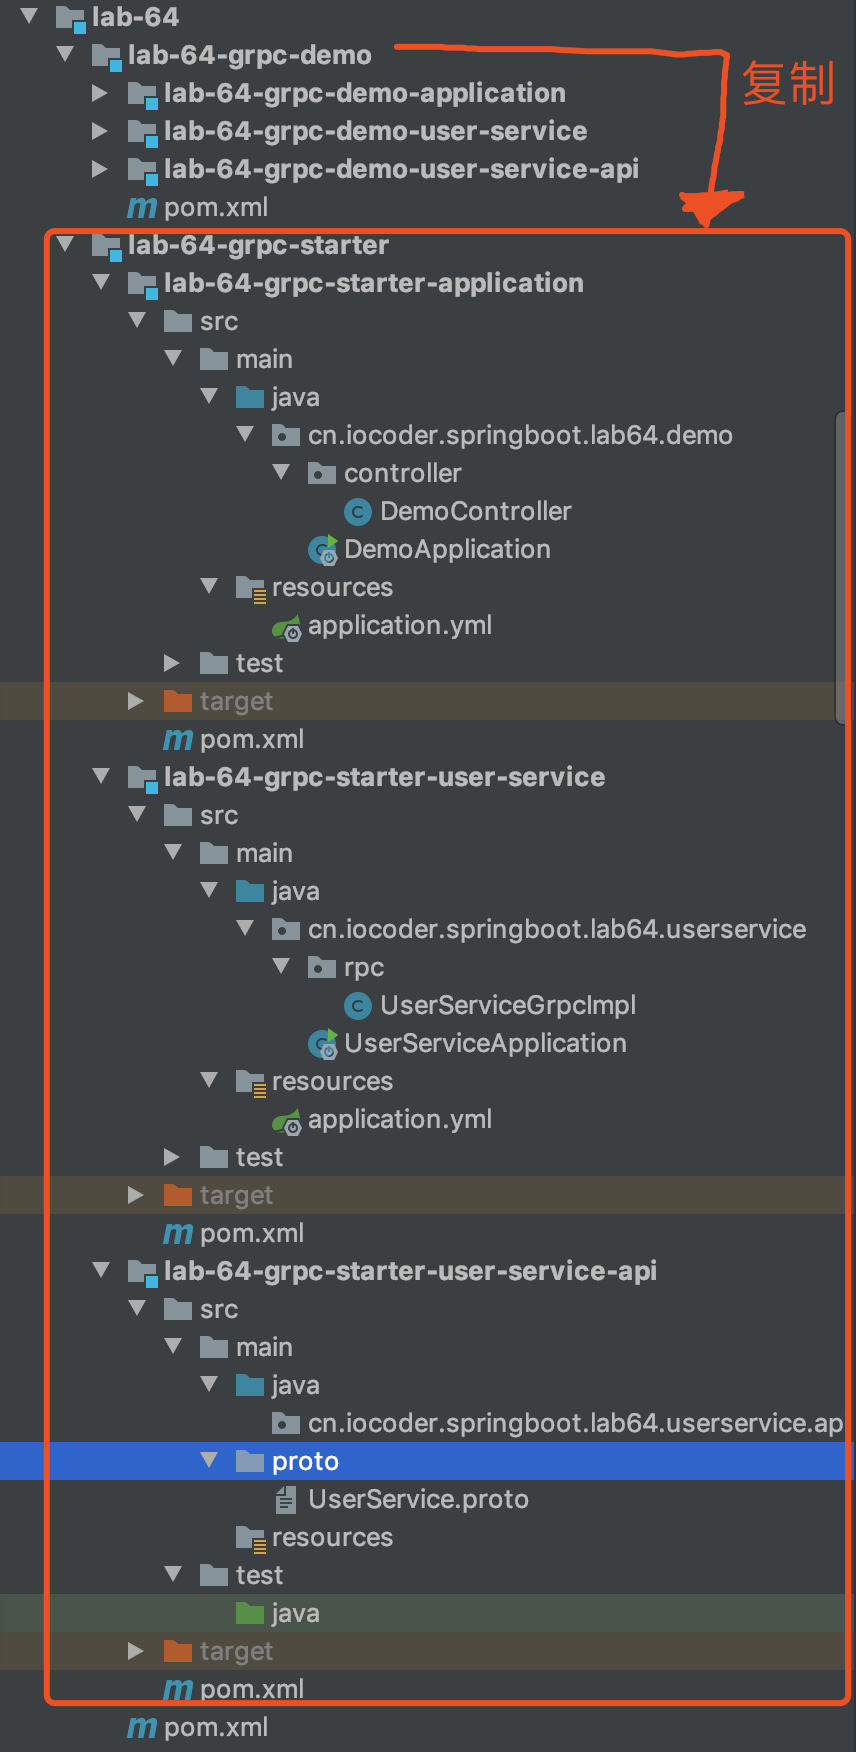 lab-64
lab-64-grpc-demo
复制
lab-64-grpc-demo-application
lab-64-grpc-demo-user-service
lab-64-grpc-demo-user-service-api
pom.xml
lab-64-grpc-starter
lab-64-grpc-starter-application
src
main
java
cn.iocoder.springboot.lab64.demo
controller
DemoController
DemoApplication
resources
application.yml
test
target
pom.xml
lab-64-grpc-starter-user-service
src
main
java
cn.iocoder.springboot.lab64.userservice
rpc
UserServiceGrpcImpl
UserServiceApplication
resources
application.yml
test
target
pom.xml
lab-64-grpc-starter-user-service-api
src
main
java
cn.iocoder.springboot.lab64.userservice.ap
proto
UserService.proto
resources
test
java
target
pom.xml
pom.xml